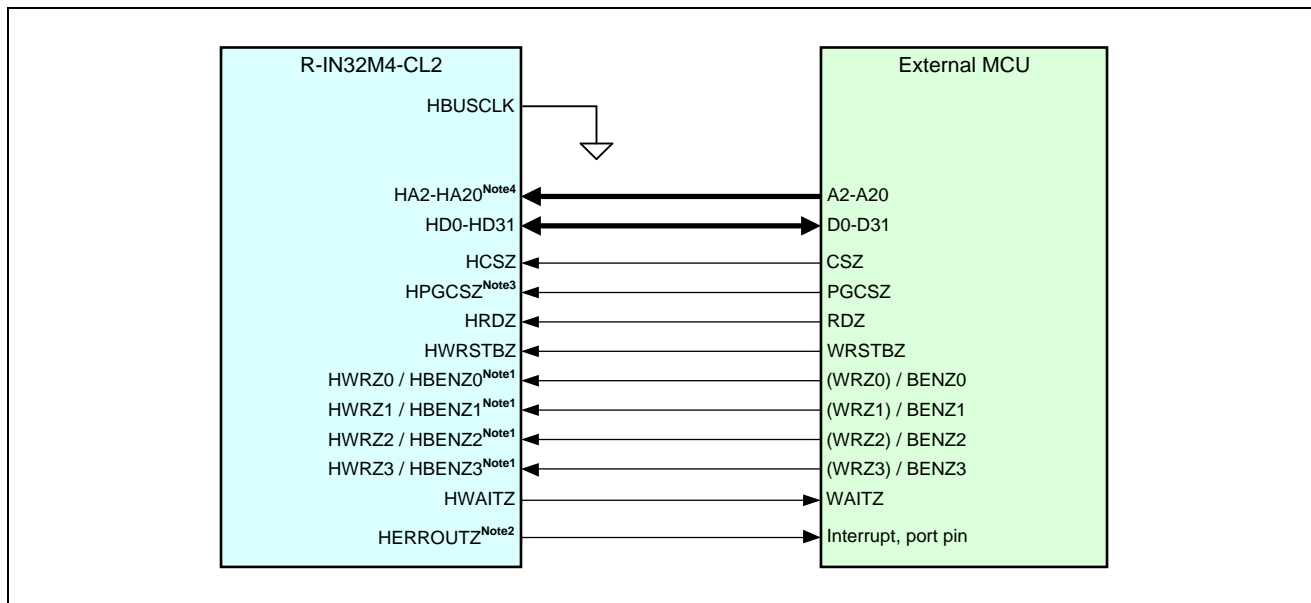 R-IN32M4-CL2 External MCU
HBUSCLK
HA2-HA20Note4 A2-A20
HD0-HD31 D0-D31
HCSZ CSZ
HPGCSZNote3 PGCSZ
HRDZ RDZ
HWRSTBZ WRSTBZ
HWRZ0 / HBENZ0Note1 (WRZ0) / BENZ0
HWRZ1 / HBENZ1Note1 (WRZ1) / BENZ1
HWRZ2 / HBENZ2Note1 (WRZ2) / BENZ2
HWRZ3 / HBENZ3Note1 (WRZ3) / BENZ3
HWAITZ WAITZ
HERROUTZNote2 Interrupt, port pin